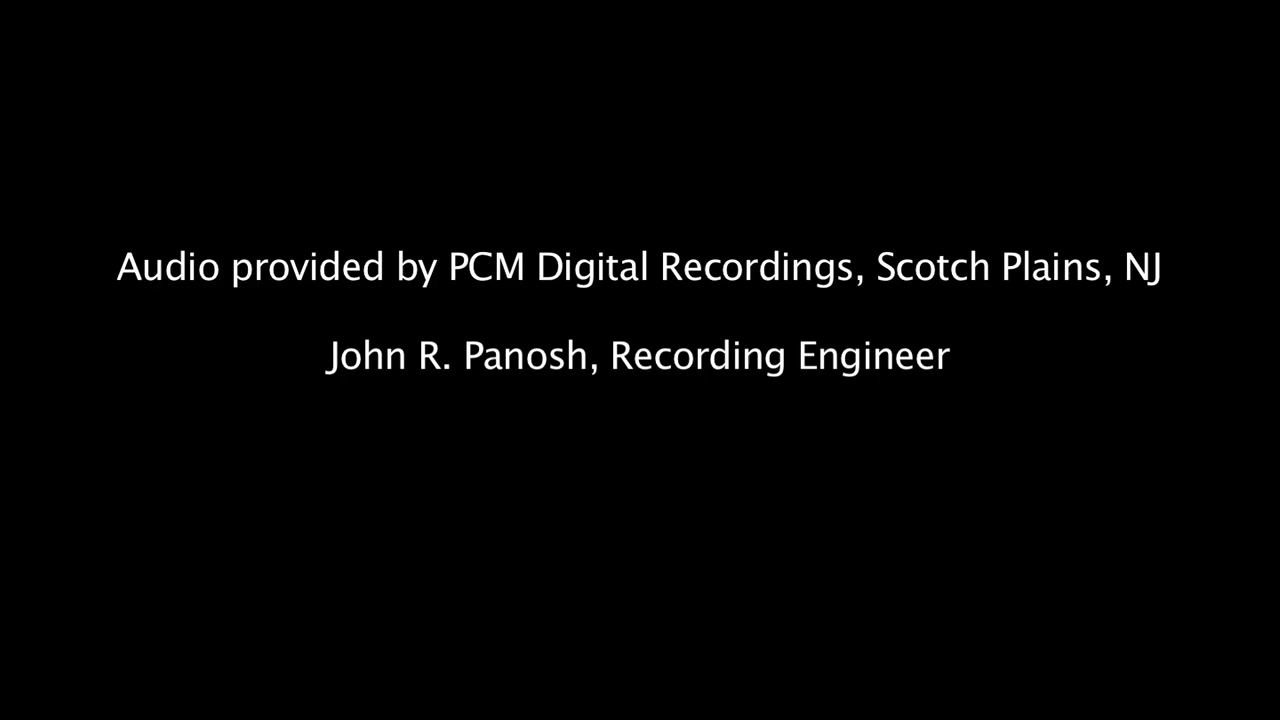 Audio provided by PCM Digital Recordings, Scotch Plains, NJ
John R. Panosh, Recording Engineer